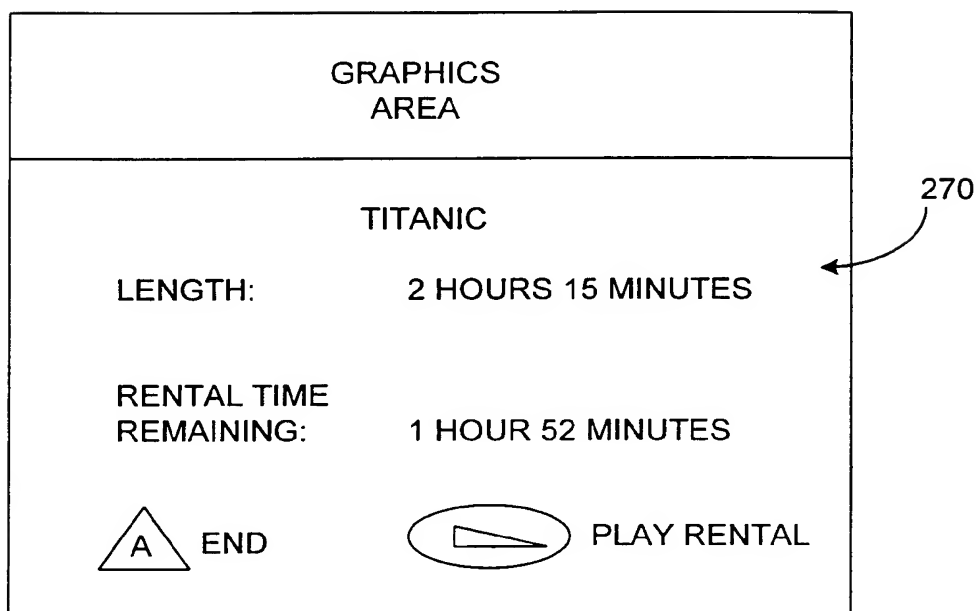 GRAPHICS
AREA
270
TITANIC
LENGTH: 2 HOURS 15 MINUTES
RENTAL TIME
REMAINING: 1 HOUR 52 MINUTES
A END PLAY RENTAL